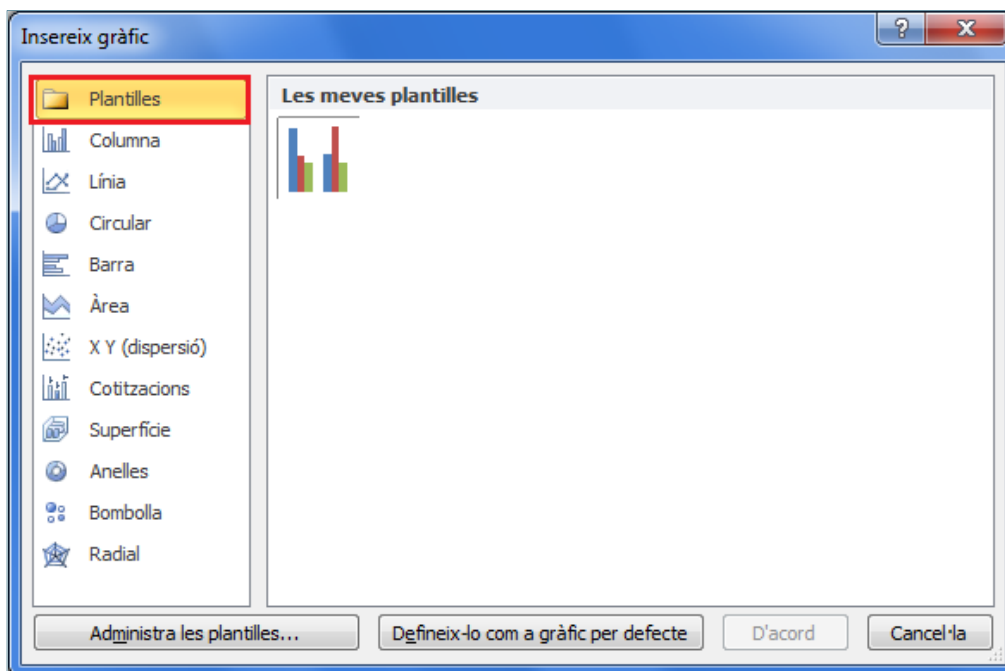 Insereix gràfic
?
X
Plantilles
Columna
Línia
Circular
Barra
Àrea
X Y (dispersió)
Cotitzacions
Superfície
Anelles
Bombolla
Radial
Les meves plantilles
Administra les plantilles...
Defineix-lo com a gràfic per defecte
D'acord
Cancel·la